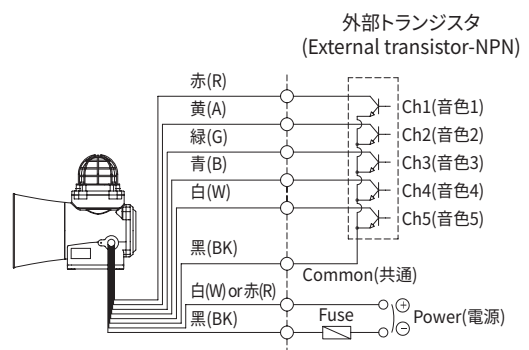 外部トランジスタ
(External transistor-NPN)
赤(R)
黄(A)
緑(G)
青(B)
白(W)
黒(BK)
白(W) or 赤(R)
黒(BK)
Ch1(音色1)
Ch2(音色2)
Ch3(音色3)
Ch4(音色4)
Ch5(音色5)
Common(共通)
Fuse
+
−
Power(電源)